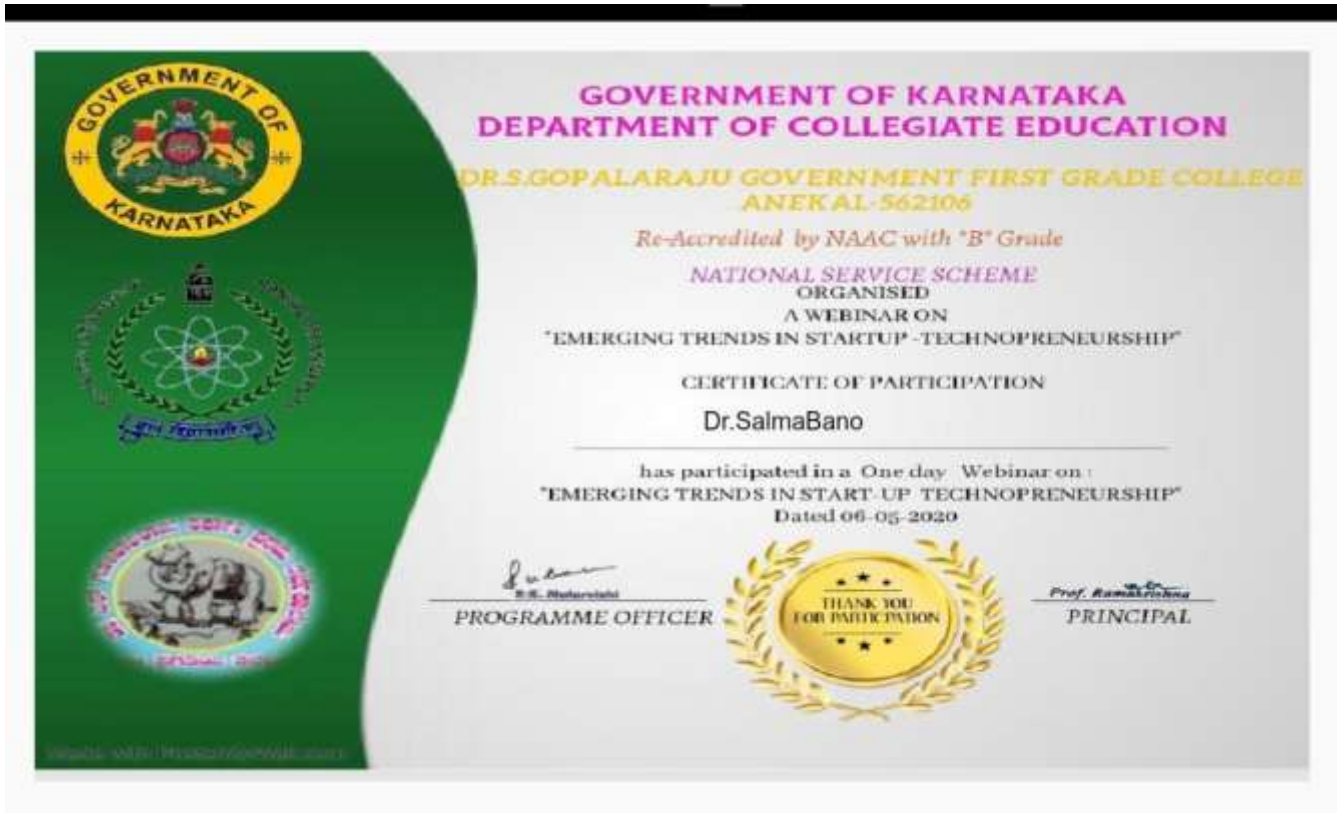 GOVERNMENT OF
KARNATAKA
GOVERNMENT OF KARNATAKA
DEPARTMENT OF COLLEGIATE EDUCATION
DR.S.GOPALARAJU GOVERNMENT FIRST GRADE COLLEGE
ANEKAL-562106
Re-Accredited by NAAC with "B" Grade
NATIONAL SERVICE SCHEME
ORGANISED
A WEBINAR ON
"EMERGING TRENDS IN STARTUP -TECHNOPRENEURSHIP"
CERTIFICATE OF PARTICIPATION
Dr.SalmaBano
has participated in a One day Webinar on :
"EMERGING TRENDS IN START-UP TECHNOPRENEURSHIP"
Dated 06-05-2020
PROGRAMME OFFICER
THANK YOU
FOR PARTICPATION
Prof. Ramakrishna
PRINCIPAL